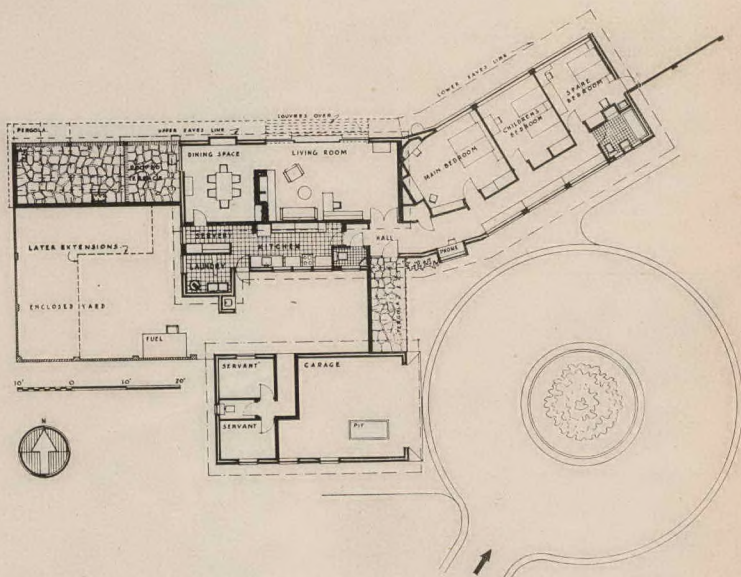 LOWER EAVES LINE
LOUVRES OVER
PERGOLA
UPPER EAVES LINE
SPARE
BEDROOM
CHILDREN'S
BEDROOM
MAIN BEDROOM
DINING SPACE
LIVING ROOM
TERRACE
SERVERY
KITCHEN
LAUNDRY
HALL
PHONE
PERGOLA
LATER EXTENSIONS
ENCLOSED YARD
FUEL
10' 0 10' 20'
SERVANT
GARAGE
SERVANT
PIT
N